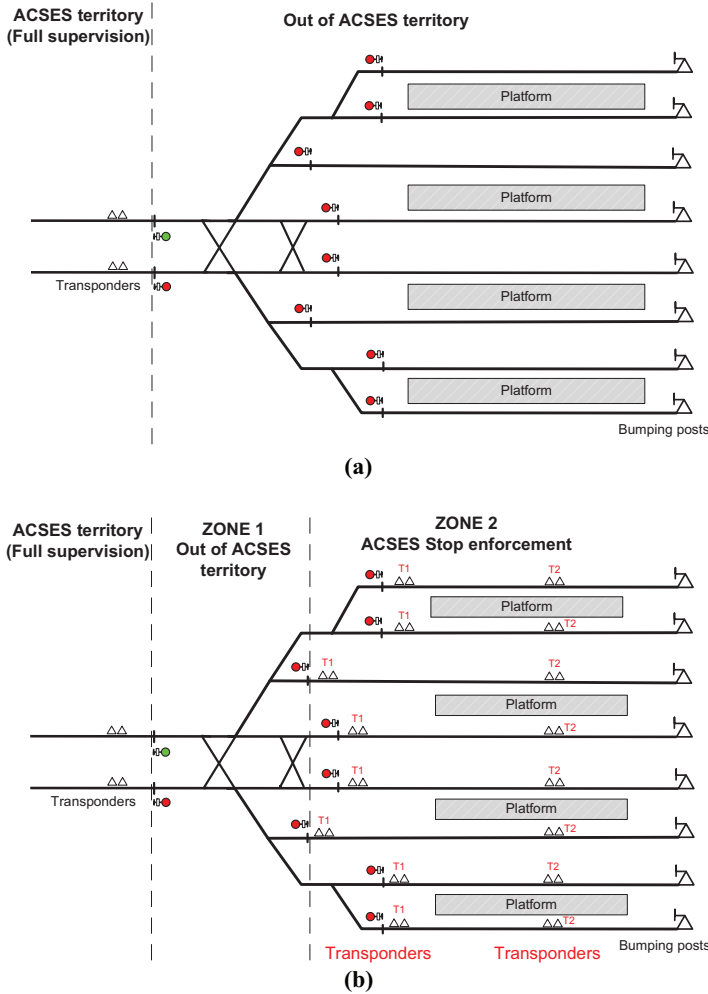 ACSES territory
(Full supervision)
Out of ACSES territory
Platform
Platform
Transponders
Platform
Platform
Bumping posts
(a)
ACSES territory
(Full supervision)
ZONE 1
Out of ACSES
territory
ZONE 2
ACSES Stop enforcement
T1 T2
Platform
T1 T2
T1 T2
Platform
T1 T2
T1 T2
Transponders
Platform
T1 T2
T1 T2
Platform
T1 T2
Transponders Transponders Bumping posts
(b)